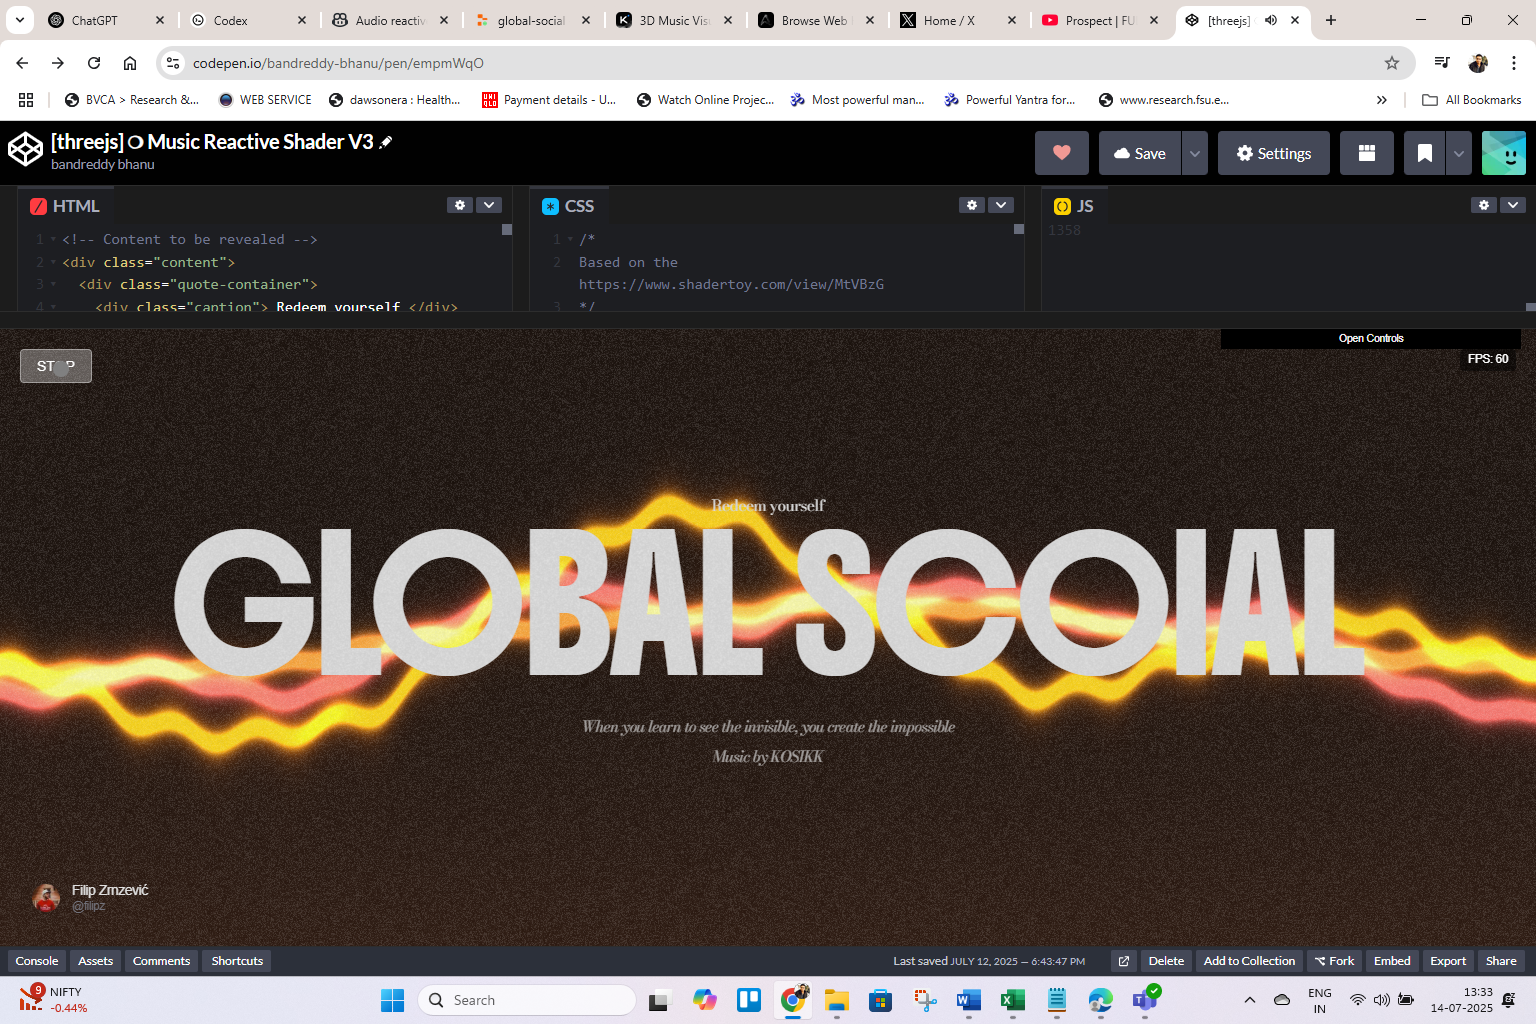 ChatGPT
Codex
Audio reactiv
global-social
3D Music Vis
Browse Web
Home / X
Prospect | FU
[threejs]
codepen.io/bandreddy-bhanu/pen/empmWqO
BVCA > Research &...
WEB SERVICE
dawsonera : Health...
Payment details - U...
Watch Online Projec...
Most powerful man...
Powerful Yantra for...
www.research.fsu.e...
All Bookmarks
[threejs] ❍ Music Reactive Shader V3
bandreddy bhanu
Save
Settings
HTML
CSS
JS
1 <!-- Content to be revealed -->
2 <div class="content">
3 <div class="quote-container">
4 <div class="caption"> Redeem yourself </div>
1 /*
2 Based on the
https://www.shadertoy.com/view/MtVBzG
3 */
1358
Open Controls
STOP
FPS: 60
Redeem yourself
GLOBAL SCOIAL
When you learn to see the invisible, you create the impossible
Music by KOSIKK
Filip Zrnzević
@filipz
Console
Assets
Comments
Shortcuts
Last saved JULY 12, 2025 — 6:43:47 PM
Delete
Add to Collection
Fork
Embed
Export
Share
9
NIFTY
-0.44%
Search
ENG
IN
13:33
14-07-2025